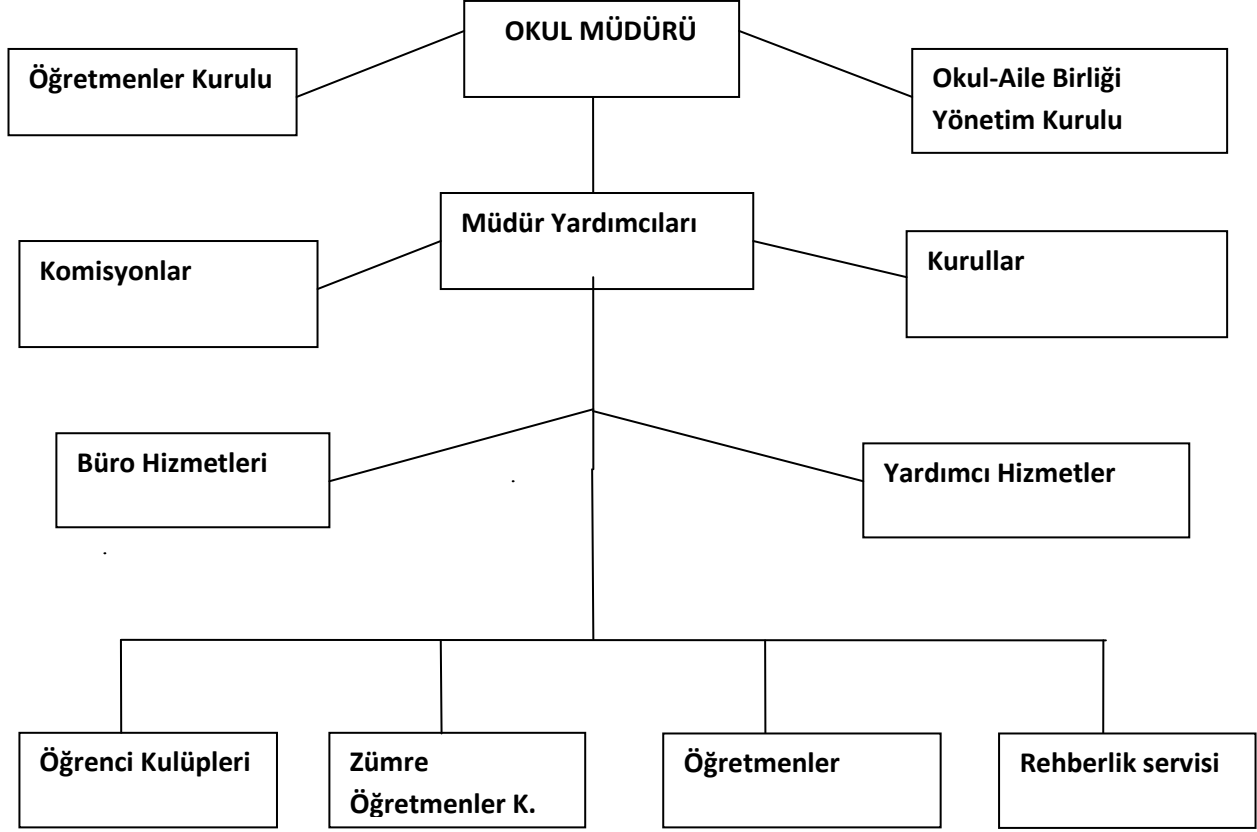 OKUL MÜDÜRÜ
Öğretmenler Kurulu
Okul-Aile Birliği
Yönetim Kurulu
Müdür Yardımcıları
Komisyonlar
Kurullar
Büro Hizmetleri
Yardımcı Hizmetler
Öğrenci Kulüpleri
Zümre
Öğretmenler K.
Öğretmenler
Rehberlik servisi